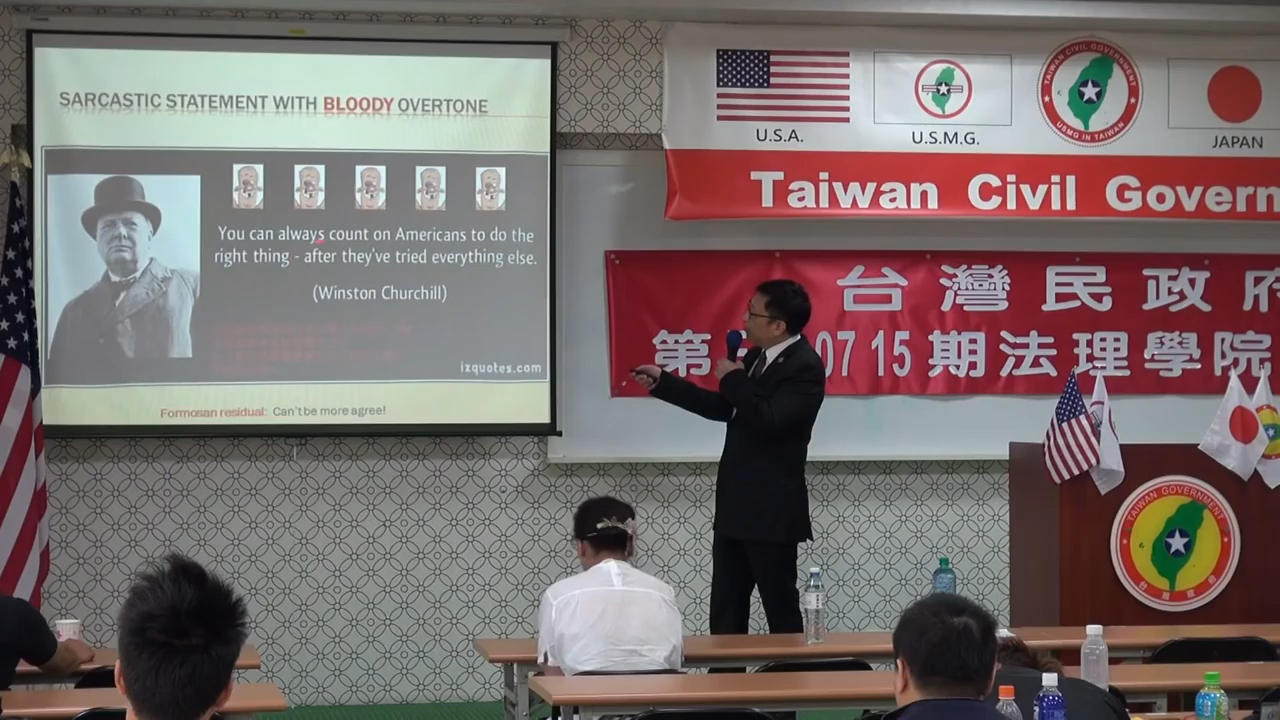 SARCASTIC STATEMENT WITH BLOODY OVERTONE
You can always count on Americans to do the
right thing - after they've tried everything else.
(Winston Churchill)
izquotes.com
Formosan residual: Can't be more agree!
U.S.A.
U.S.M.G.
TAIWAN CIVIL GOVERNMENT
USMG IN TAIWAN
JAPAN
Taiwan Civil Govern
台灣民政府
第
07 15 期法理學院
TAIWAN GOVERNMENT
台灣政府